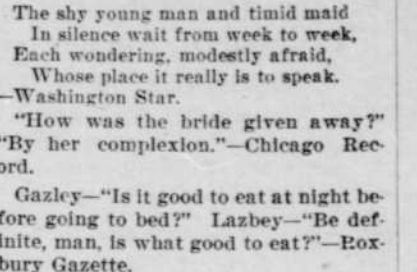 The shy young man and timid maid
In silence wait from week to week,
Each wondering, modestly afraid,
Whose place it really is to speak.
—Washington Star.
"How was the bride given away?"
"By her complexion."—Chicago Rec-
ord.
Gazley—"Is it good to eat at night be-
fore going to bed?" Lazbey—"Be def-
inite, man, is what good to eat?"—Rox-
bury Gazette.